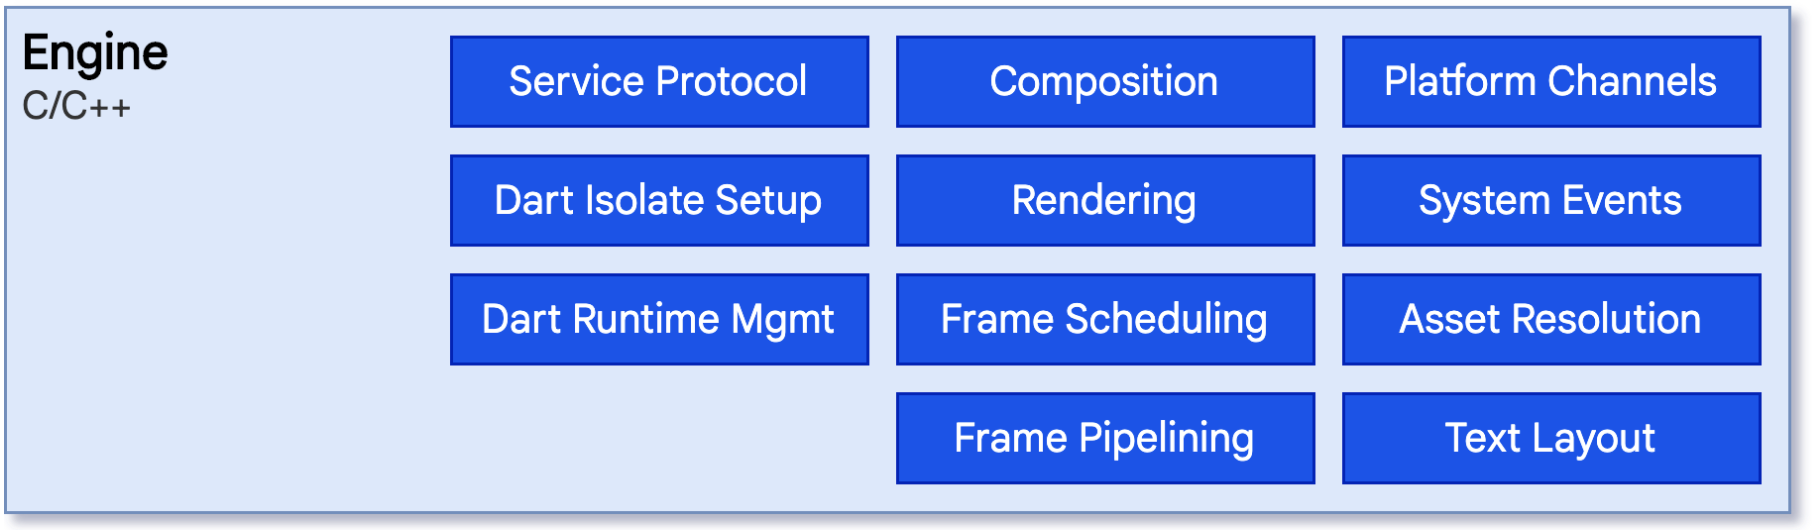 Engine
C/C++
Service Protocol
Composition
Platform Channels
Dart Isolate Setup
Rendering
System Events
Dart Runtime Mgmt
Frame Scheduling
Asset Resolution
Frame Pipelining
Text Layout